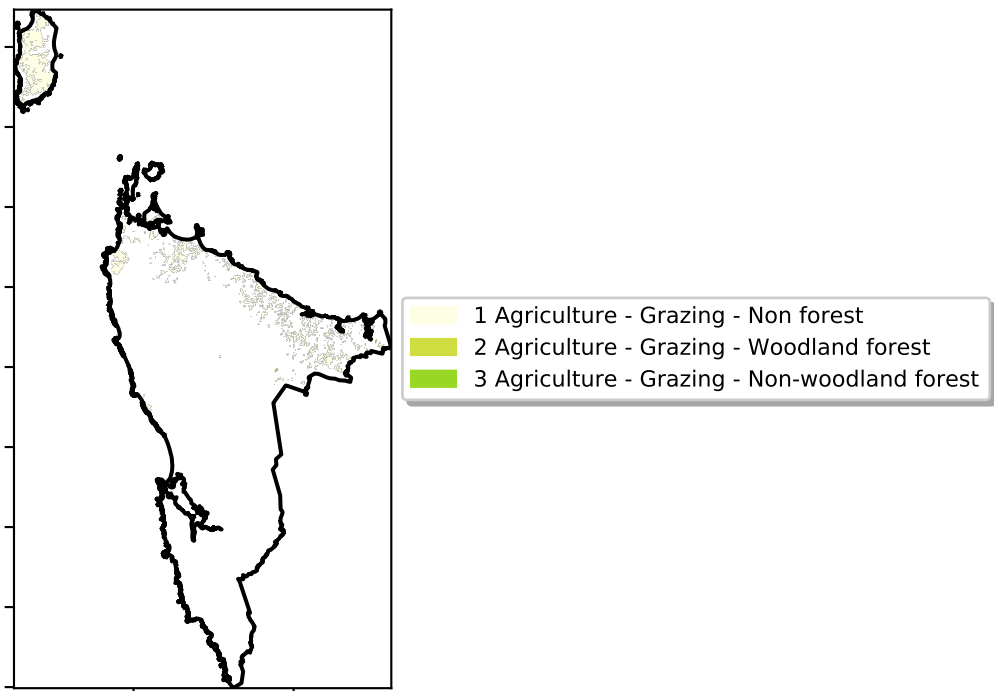 1 Agriculture - Grazing - Non forest
2 Agriculture - Grazing - Woodland forest
3 Agriculture - Grazing - Non-woodland forest